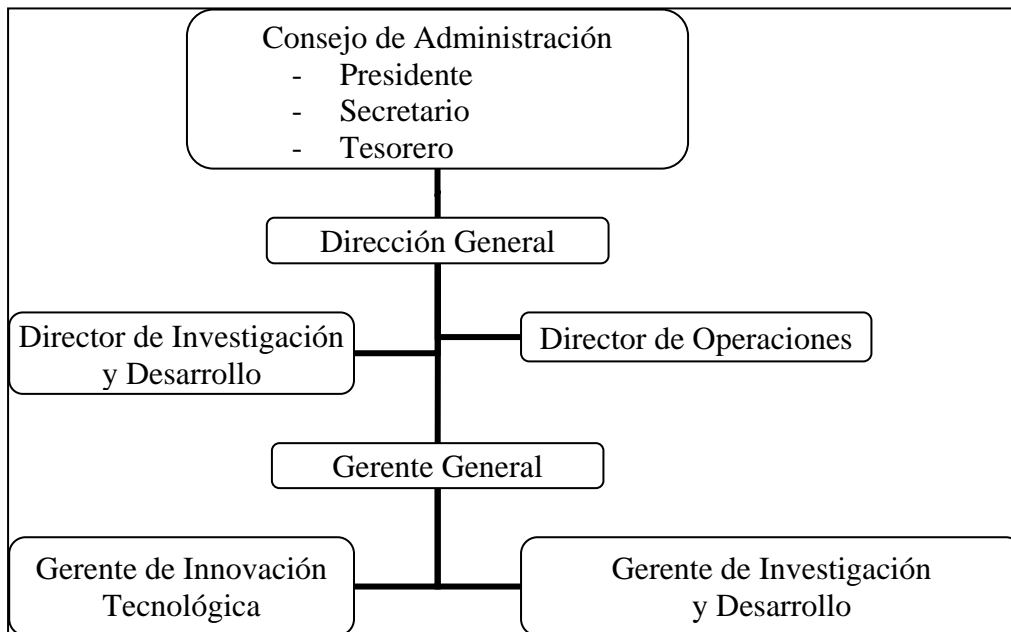 Consejo de Administración
- Presidente
- Secretario
- Tesorero
Dirección General
Director de Investigación
y Desarrollo
Director de Operaciones
Gerente General
Gerente de Innovación
Tecnológica
Gerente de Investigación
y Desarrollo